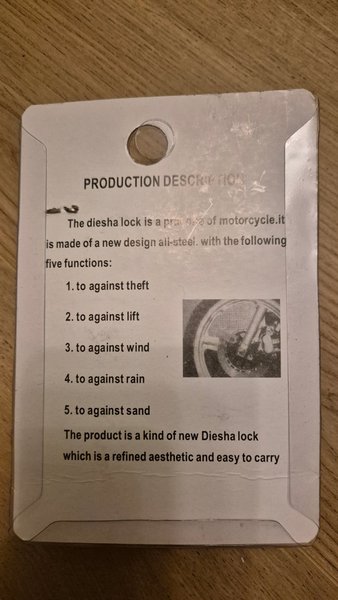 PRODUCTION DESCRIPTION
The diesha lock is a of motorcycle.it
is made of a new design all-steel. with the following
five functions:
1. to against theft
2. to against lift
3. to against wind
4. to against rain
5. to against sand
The product is a kind of new Diesha lock
which is a refined aesthetic and easy to carry